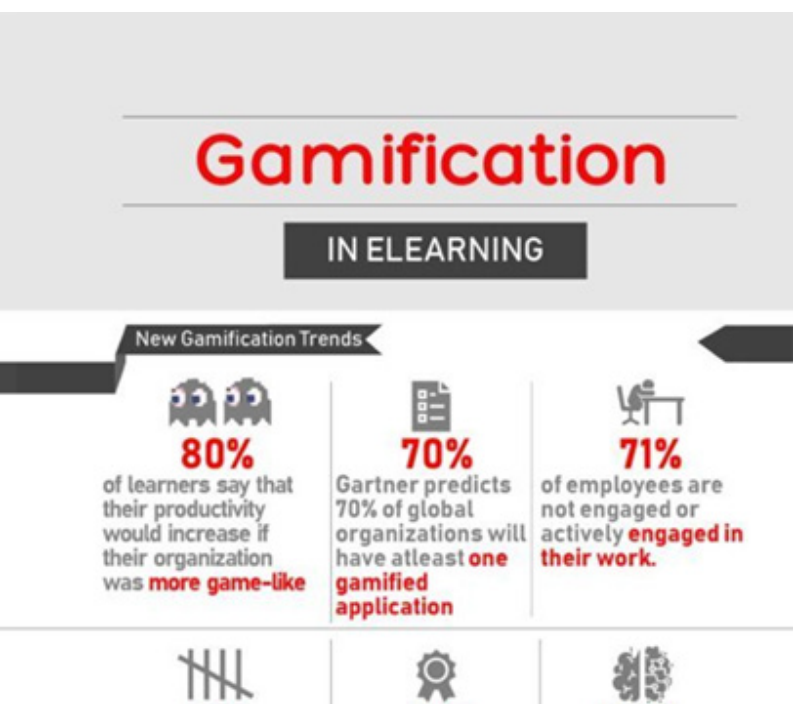 Gamification
IN ELEARNING
New Gamification Trends
80%
of learners say that
their productivity
would increase if
their organization
was more game-like
70%
Gartner predicts
70% of global
organizations will
have atleast one
gamified
application
71%
of employees are
not engaged or
actively engaged in
their work.